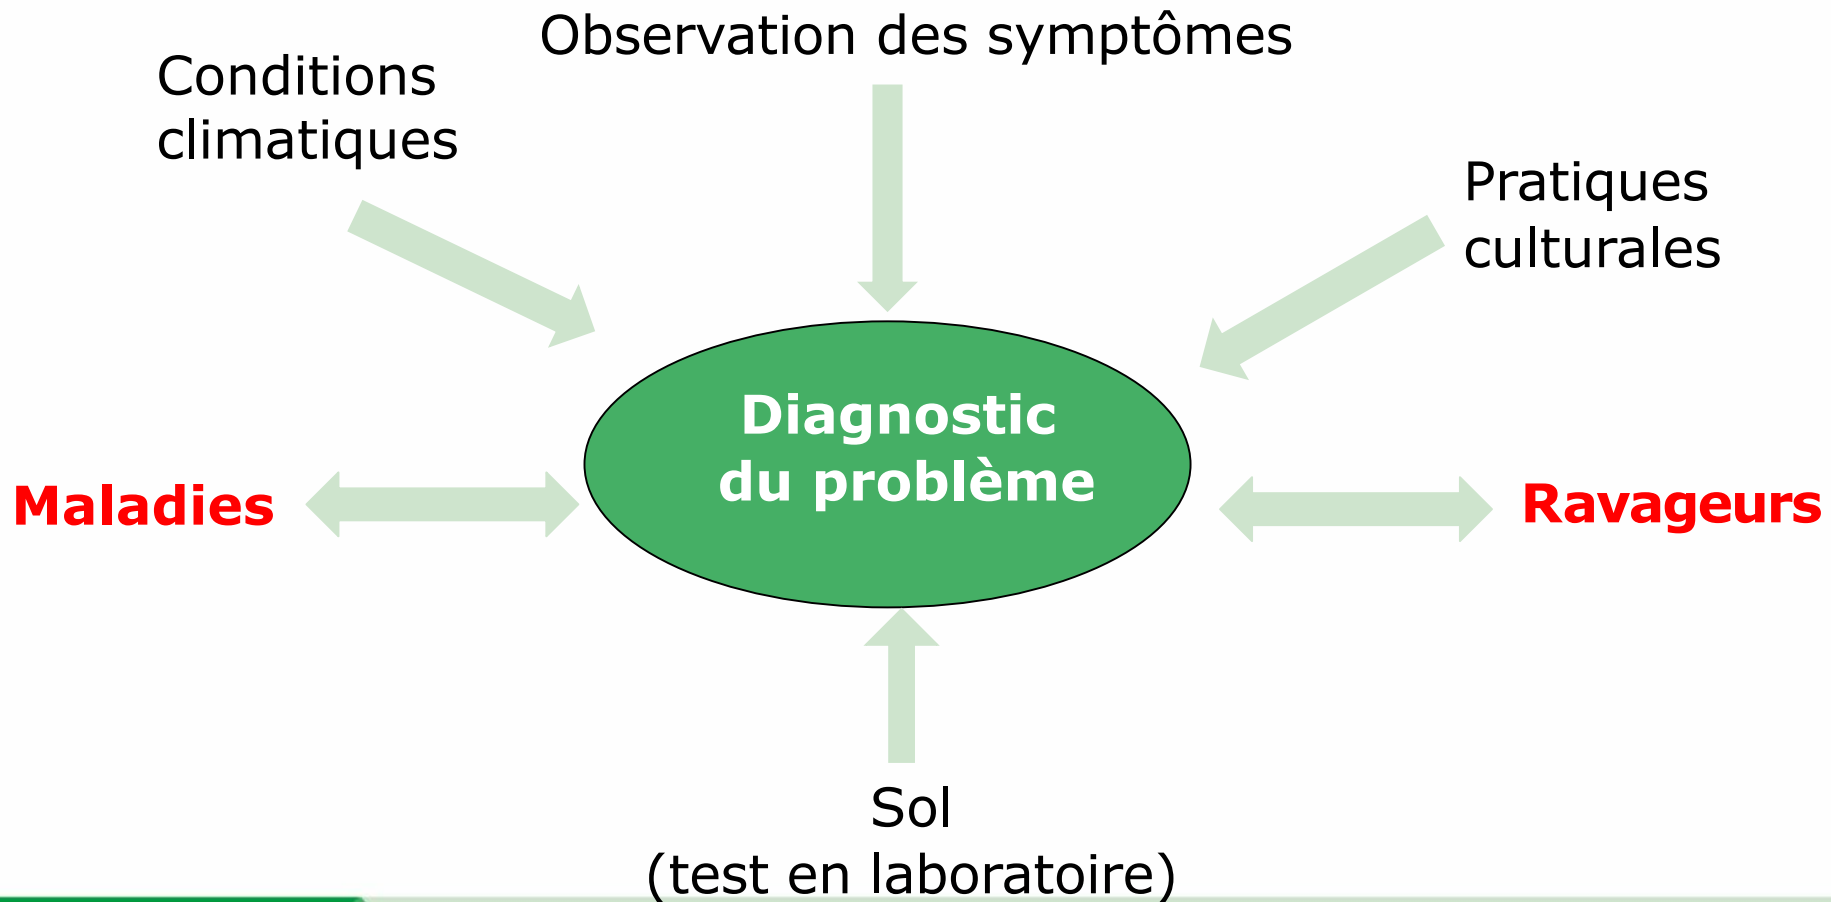 Observation des symptômes
Conditions
climatiques
Pratiques
culturales
Diagnostic
du problème
Maladies
Ravageurs
Sol
(test en laboratoire)